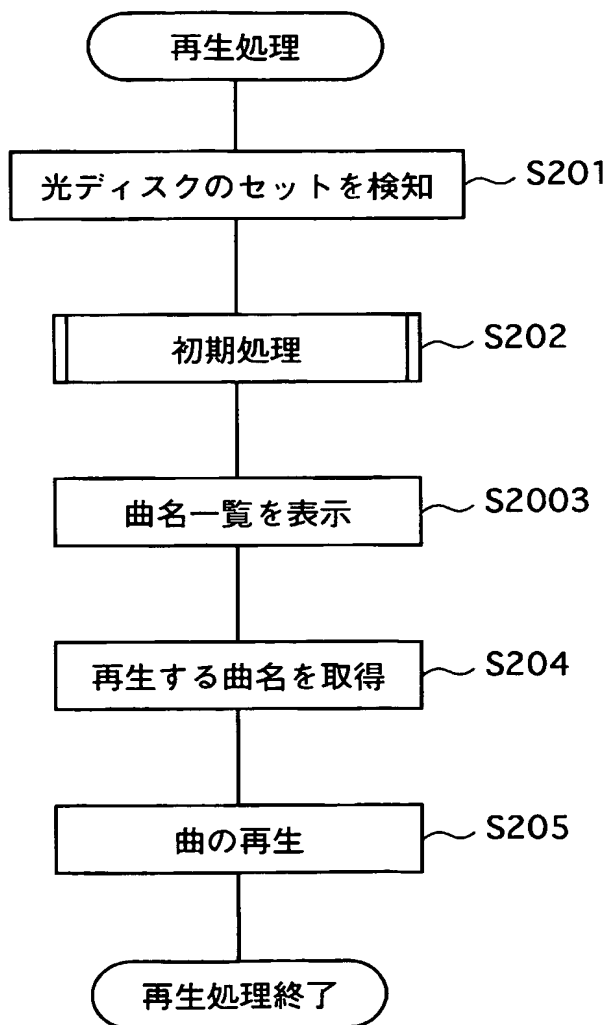 再生処理
光ディスクのセットを検知
S201
初期処理
S202
曲名一覧を表示
S2003
再生する曲名を取得
S204
曲の再生
S205
再生処理終了